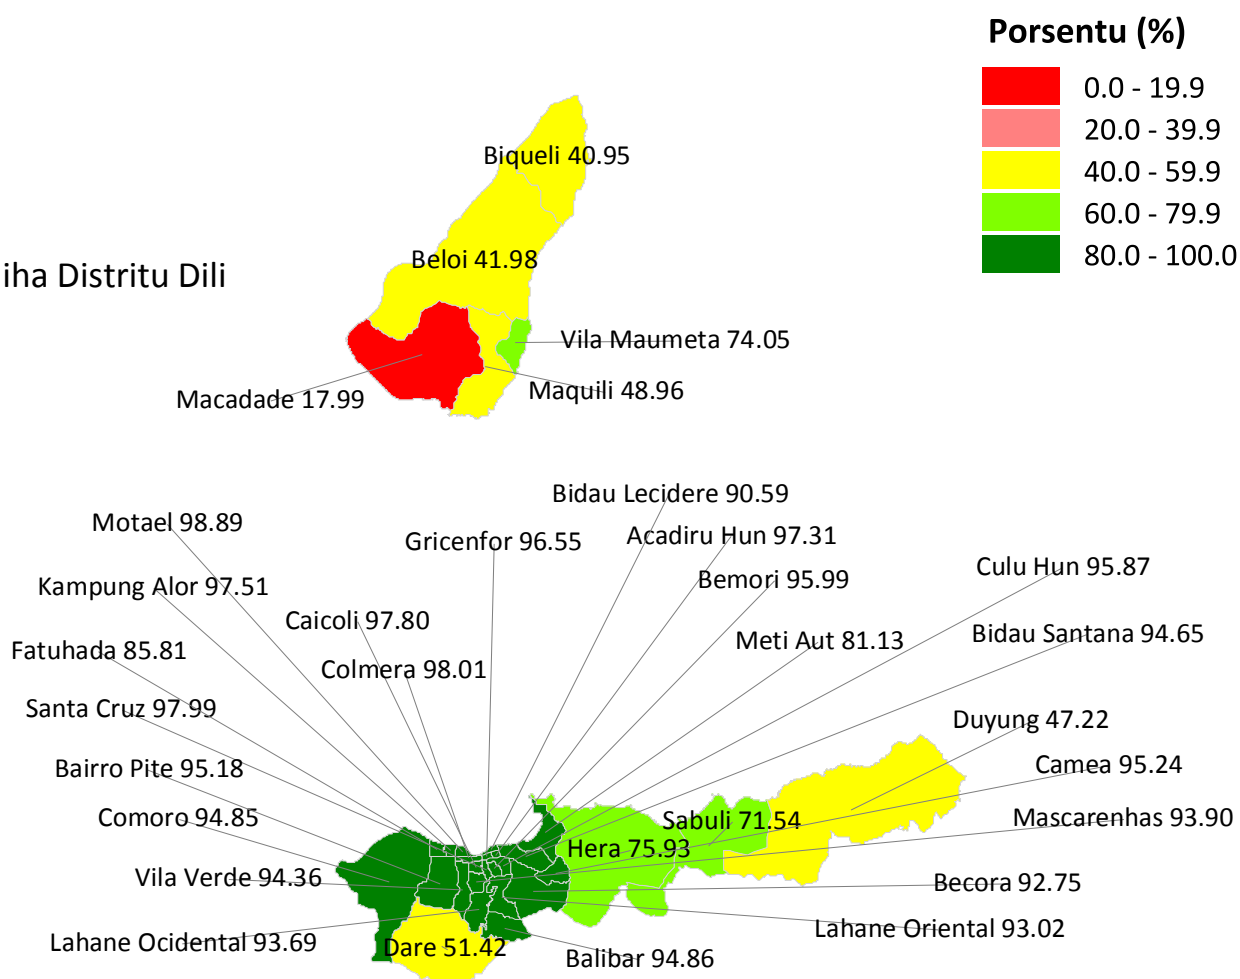 Porsentu (%)
0.0 - 19.9
20.0 - 39.9
40.0 - 59.9
60.0 - 79.9
80.0 - 100.0
Biqueli 40.95
Beloi 41.98
iha Distritu Dili
Vila Maumeta 74.05
Maquili 48.96
Macadade 17.99
Bidau Lecidere 90.59
Motael 98.89
Gricenfor 96.55
Acadiru Hun 97.31
Culu Hun 95.87
Kampung Alor 97.51
Bemori 95.99
Caicoli 97.80
Meti Aut 81.13
Bidau Santana 94.65
Fatuhada 85.81
Colmera 98.01
Santa Cruz 97.99
Duyung 47.22
Bairro Pite 95.18
Camea 95.24
Comoro 94.85
Sabuli 71.54
Mascarenhas 93.90
Hera 75.93
Vila Verde 94.36
Becora 92.75
Lahane Oriental 93.02
Lahane Ocidental 93.69
Dare 51.42
Balibar 94.86